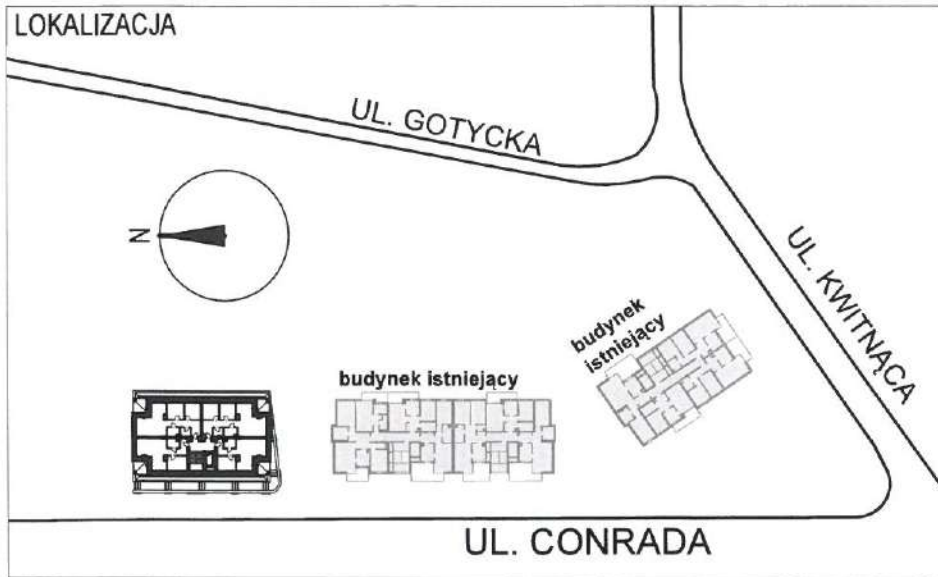 LOKALIZACJA
UL. GOTYCKA
N
UL. KWITNĄCA
budynek
istniejący
budynek istniejący
UL. CONRADA